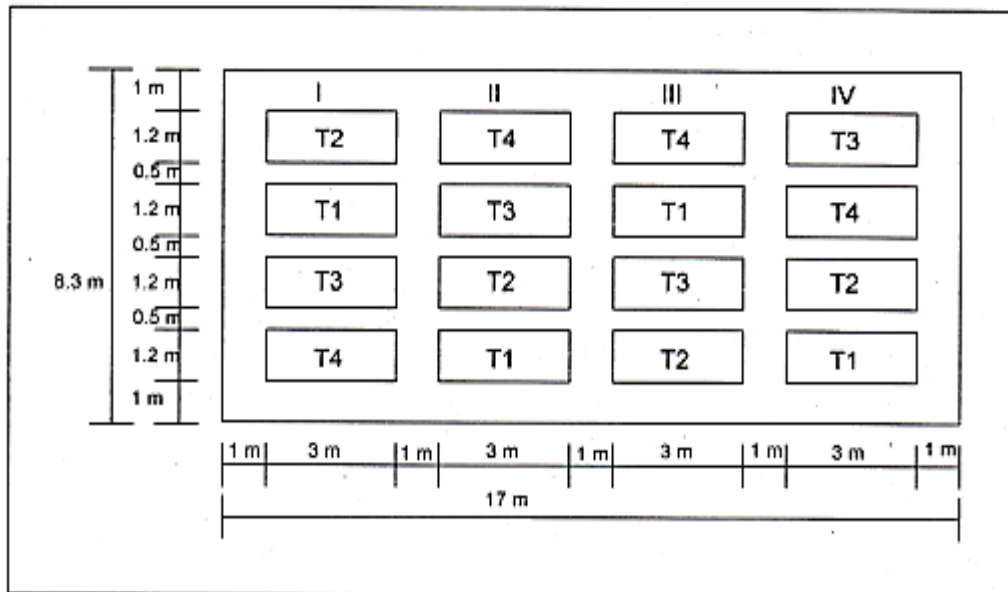 I II III IV
1 m
1.2 m T2 T4 T4 T3
0.5 m
1.2 m T1 T3 T1 T4
0.5 m
8.3 m 1.2 m T3 T2 T3 T2
0.5 m
1.2 m T4 T1 T2 T1
1 m
1 m 3 m 1 m 3 m 1 m 3 m 1 m 3 m 1 m
17 m